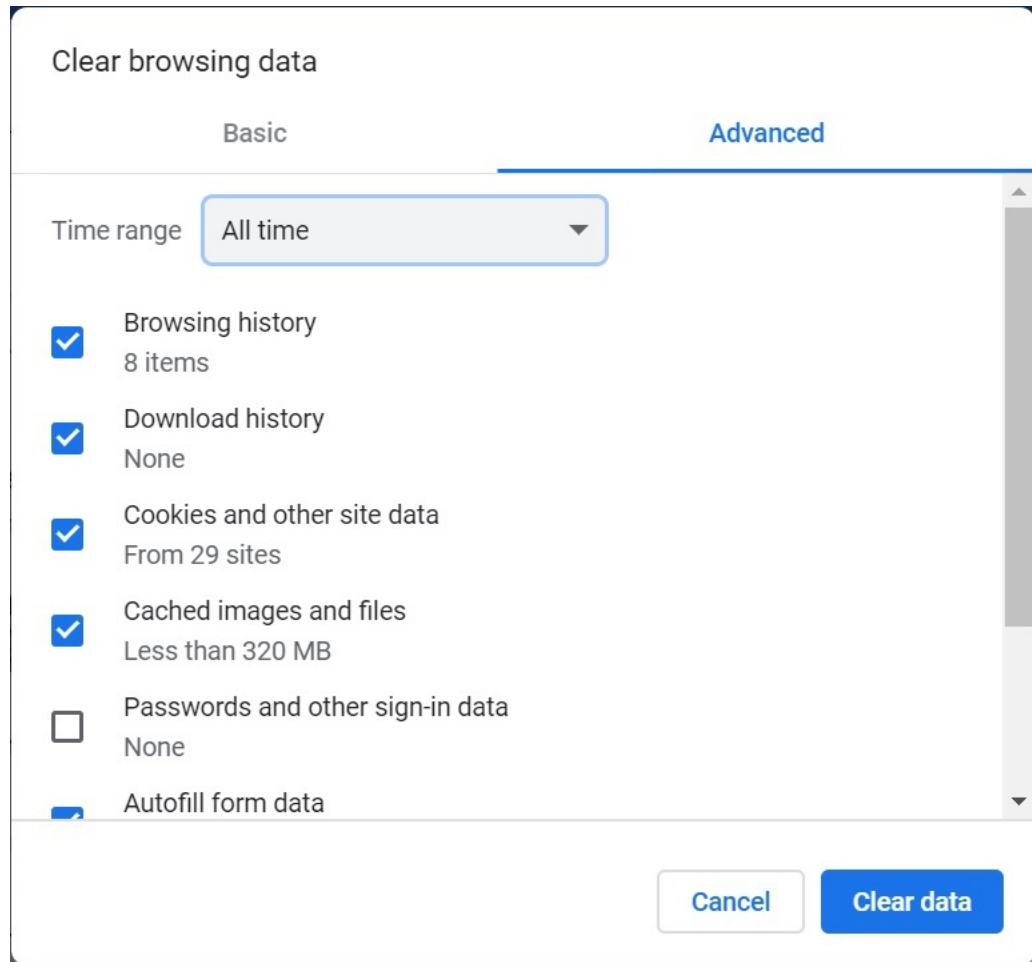 Clear browsing data
Basic
Advanced
Time range
All time
Browsing history
8 items
Download history
None
Cookies and other site data
From 29 sites
Cached images and files
Less than 320 MB
Passwords and other sign-in data
None
Autofill form data
Cancel
Clear data